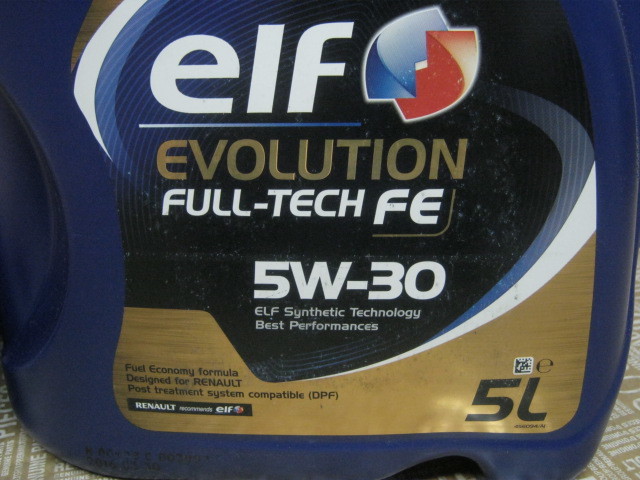 elf
EVOLUTION
FULL-TECH FE
5W-30
ELF Synthetic Technology
Best Performances
Fuel Economy formula
Designed for RENAULT
Post treatment system compatible (DPF)
RENAULT recommends elf
e
5L